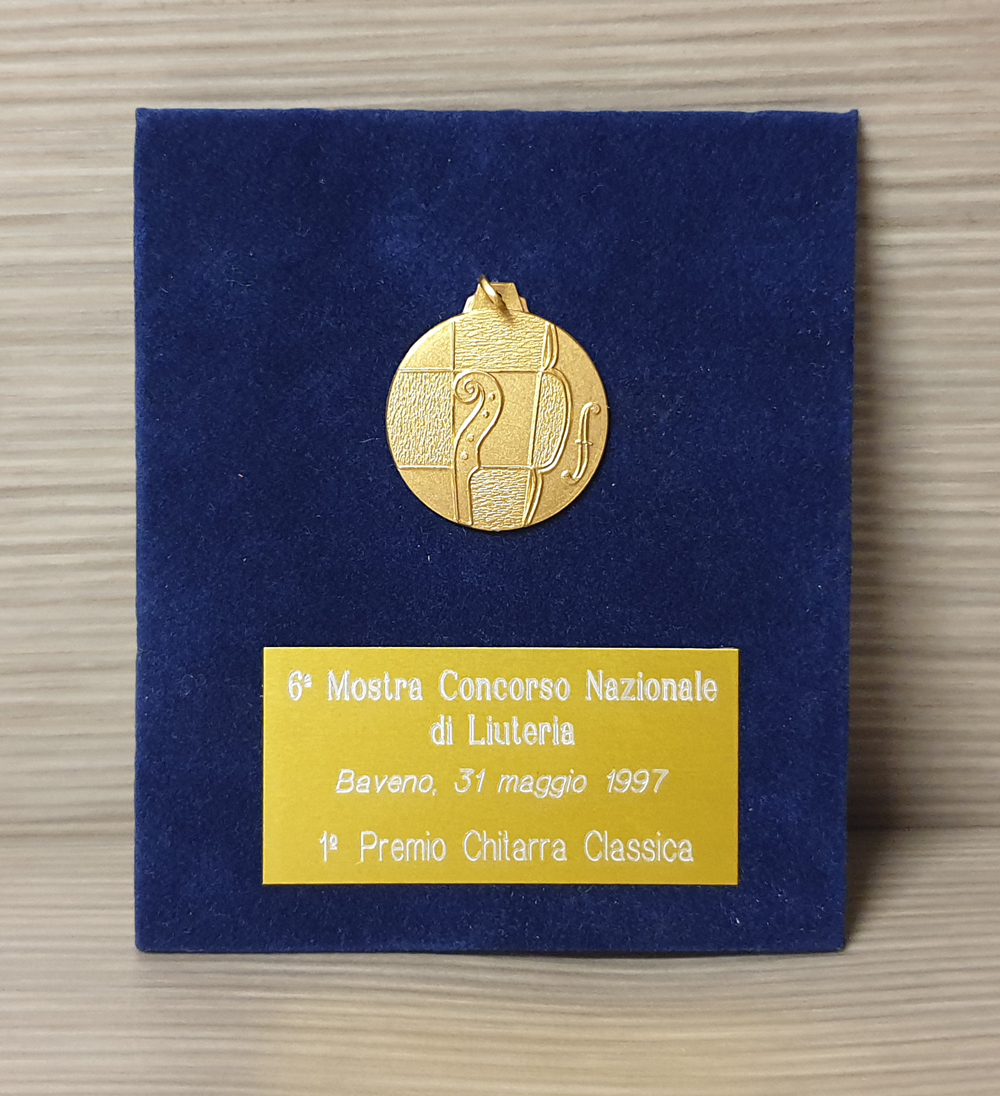 6ª Mostra Concorso Nazionale
di Liuteria
Baveno, 31 maggio 1997
1º Premio Chitarra Classica